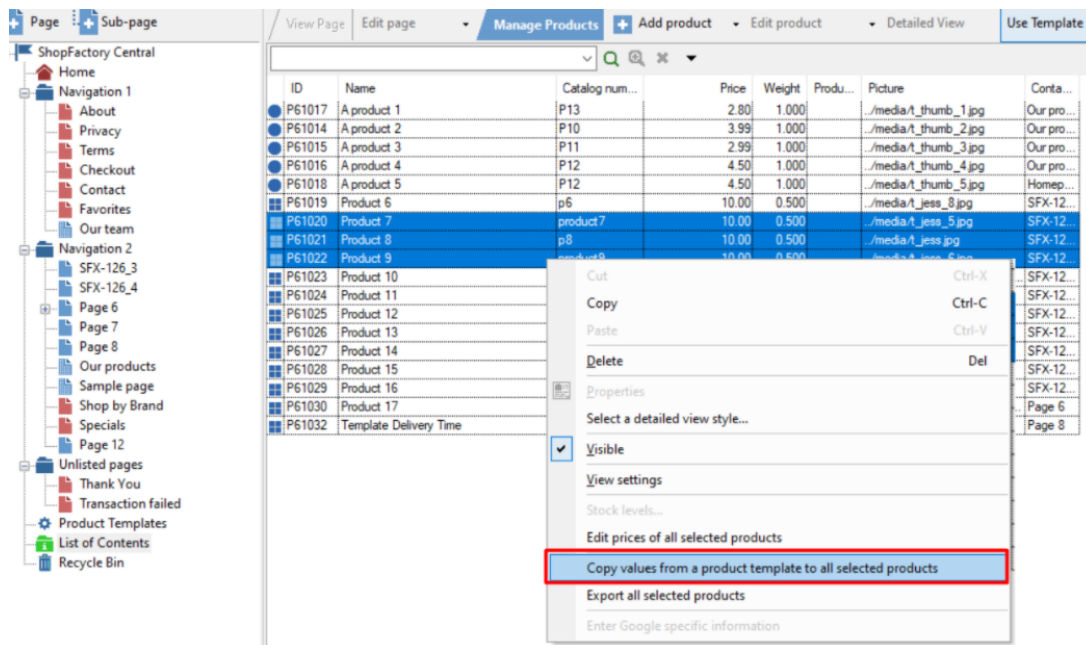 Page Sub-page View Page Edit page Manage Products Add product Edit product Detailed View Use Template
ShopFactory Central
Home
Navigation 1
About
Privacy
Terms
Checkout
Contact
Favorites
Our team
Navigation 2
SFX-126_3
SFX-126_4
Page 6
Page 7
Page 8
Our products
Sample page
Shop by Brand
Specials
Page 12
Unlisted pages
Thank You
Transaction failed
Product Templates
List of Contents
Recycle Bin
ID Name Catalog num... Price Weight Produ... Picture Conta...
P61017 A product 1 P13 2.80 1.000 ../media/t_thumb_1.jpg Our pro...
P61014 A product 2 P10 3.99 1.000 ../media/t_thumb_2.jpg Our pro...
P61015 A product 3 P11 2.99 1.000 ../media/t_thumb_3.jpg Our pro...
P61016 A product 4 P12 4.50 1.000 ../media/t_thumb_4.jpg Our pro...
P61018 A product 5 P12 4.50 1.000 ../media/t_thumb_5.jpg Homep...
P61019 Product 6 p6 10.00 0.500 ../media/t_jess_8.jpg SFX-12...
P61020 Product 7 product7 10.00 0.500 ../media/t_jess_5.jpg SFX-12...
P61021 Product 8 p8 10.00 0.500 ../media/t_jess.jpg SFX-12...
P61022 Product 9 product9 10.00 0.500 ../media/t_jess_6.jpg SFX-12...
P61023 Product 10 SFX-12...
P61024 Product 11 SFX-12...
P61025 Product 12 SFX-12...
P61026 Product 13 SFX-12...
P61027 Product 14 SFX-12...
P61028 Product 15 SFX-12...
P61029 Product 16 SFX-12...
P61030 Product 17 Page 6
P61032 Template Delivery Time Page 8
Cut Ctrl-X
Copy Ctrl-C
Paste Ctrl-V
Delete Del
Properties
Select a detailed view style...
Visible
View settings
Stock levels...
Edit prices of all selected products
Copy values from a product template to all selected products
Export all selected products
Enter Google specific information